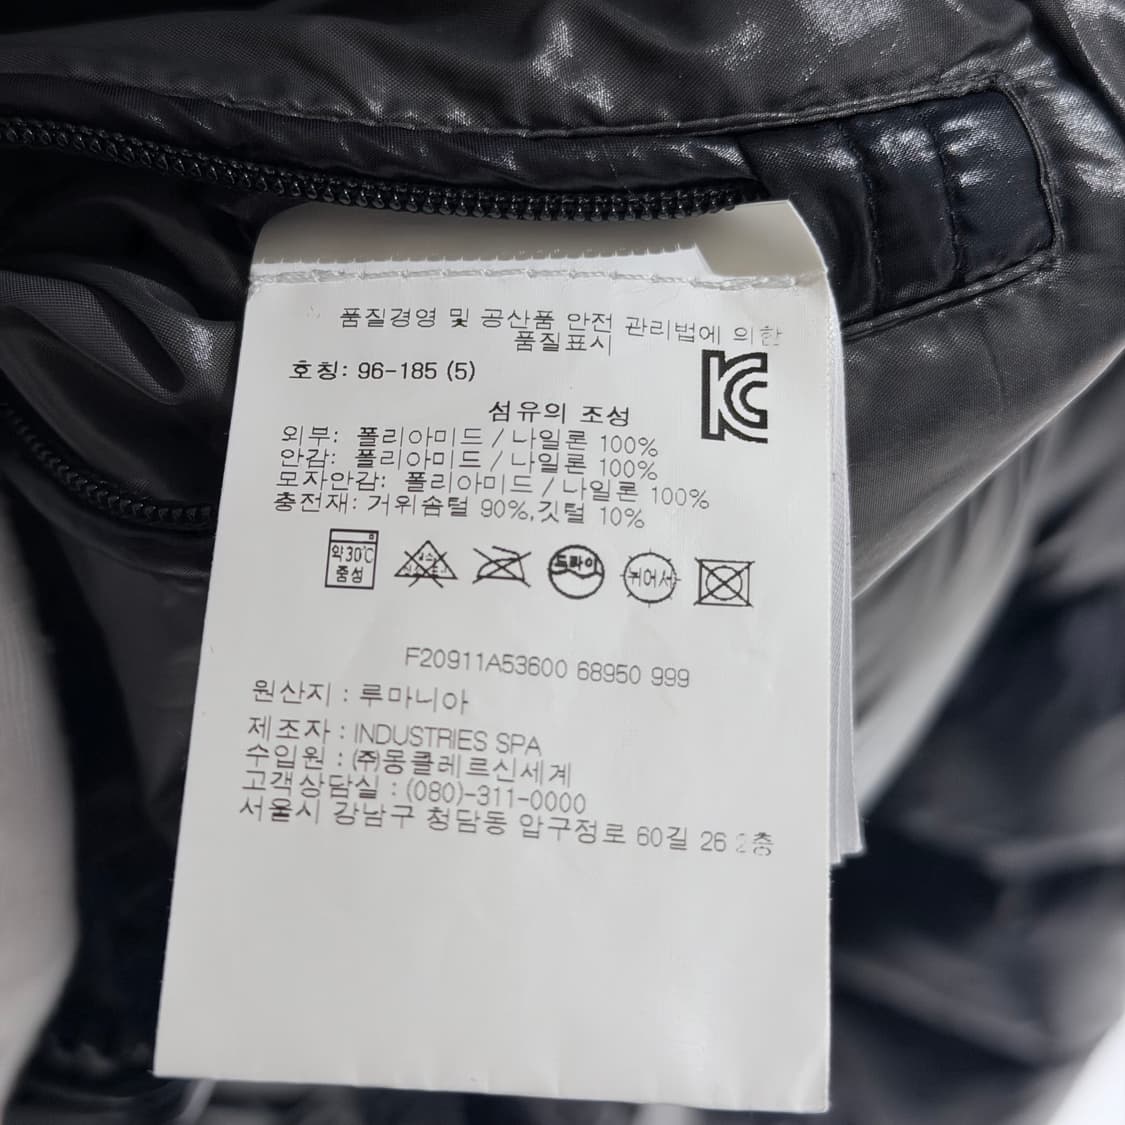 품질경영 및 공산품 안전 관리법에 의한
품질표시
호칭: 96-185 (5)
섬유의 조성
외부: 폴리아미드 / 나일론 100%
안감: 폴리아미드 / 나일론 100%
모자안감: 폴리아미드 / 나일론 100%
충전재: 거위솜털 90%,깃털 10%
약30℃
중성
드라이
F20911A53600 68950 999
원산지 : 루마니아
제조자 : INDUSTRIES SPA
수입원 : (주)몽클레르신세계
고객상담실 : (080)-311-0000
서울시 강남구 청담동 압구정로 60길 26 2층